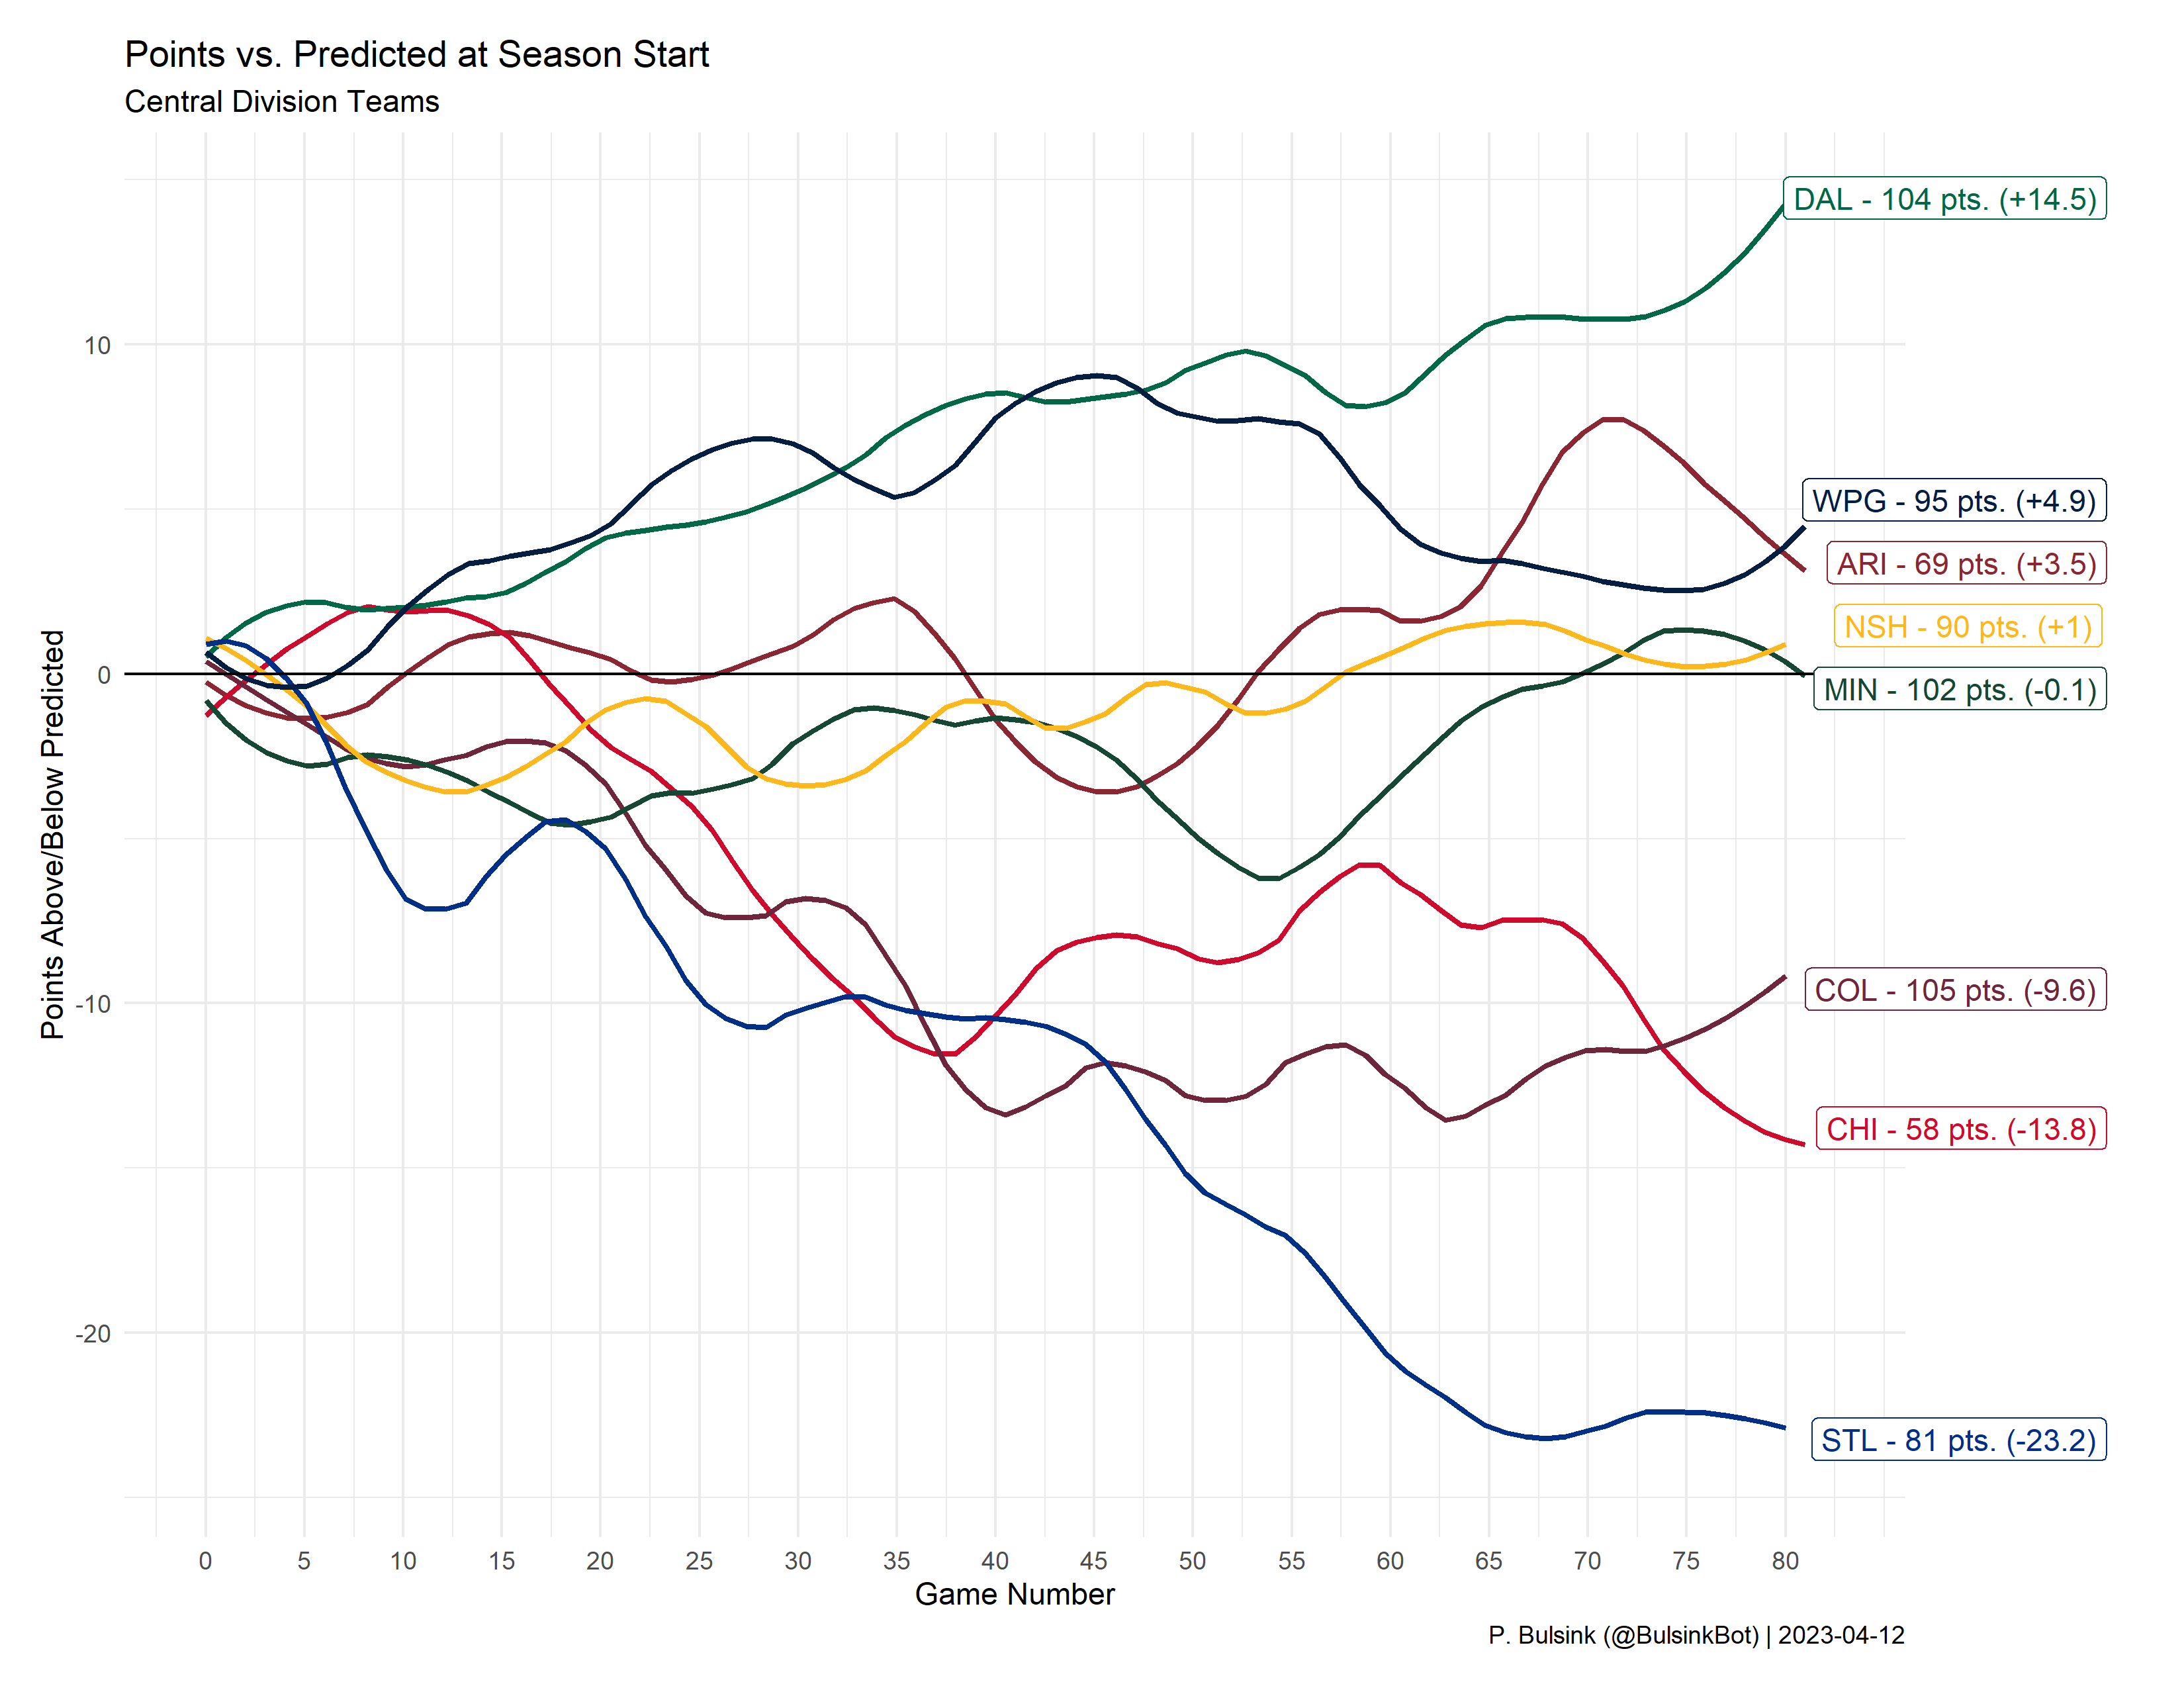 Points vs. Predicted at Season Start
Central Division Teams
Points Above/Below Predicted
10
0
-10
-20
DAL - 104 pts. (+14.5)
WPG - 95 pts. (+4.9)
ARI - 69 pts. (+3.5)
NSH - 90 pts. (+1)
MIN - 102 pts. (-0.1)
COL - 105 pts. (-9.6)
CHI - 58 pts. (-13.8)
STL - 81 pts. (-23.2)
0 5 10 15 20 25 30 35 40 45 50 55 60 65 70 75 80
Game Number
P. Bulsink (@BulsinkBot) | 2023-04-12